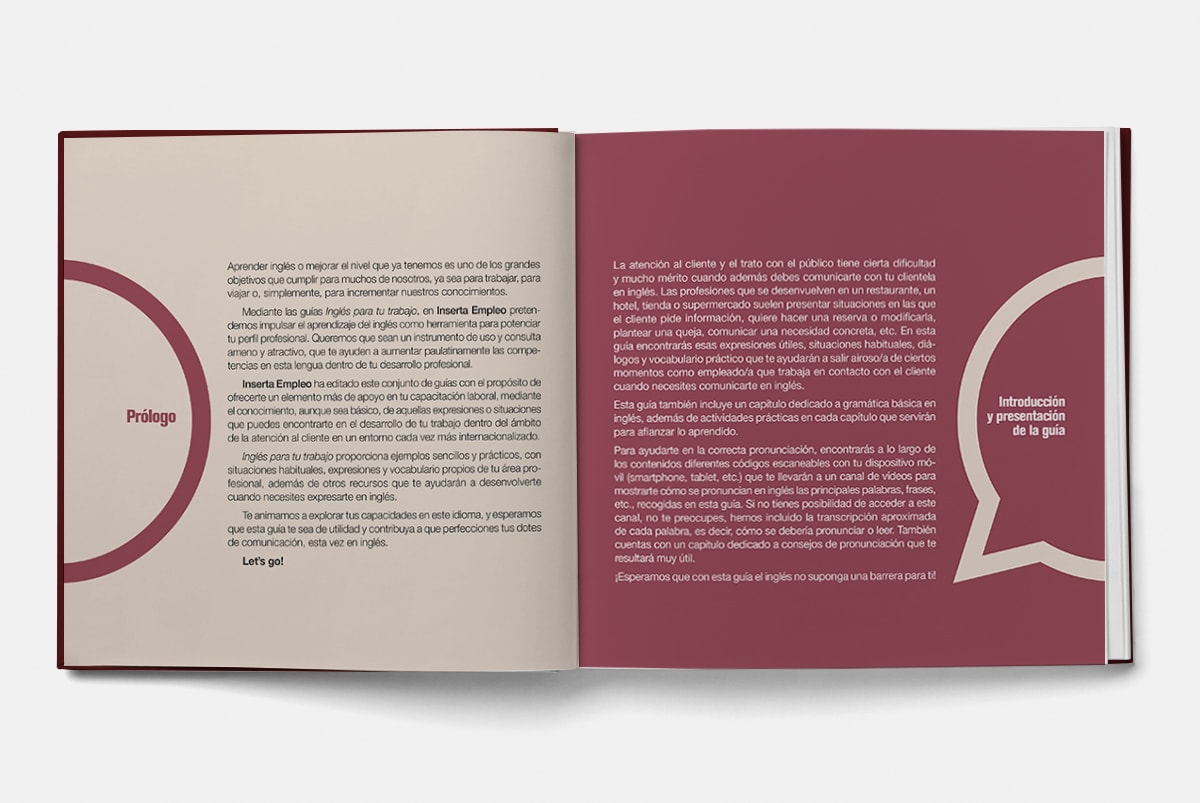 Prólogo
Aprender inglés o mejorar el nivel que ya tenemos es uno de los grandes
objetivos que cumplir para muchos de nosotros, ya sea para trabajar, para
viajar o, simplemente, para incrementar nuestros conocimientos.
Mediante las guías Inglés para tu trabajo, en Inserta Empleo preten-
demos impulsar el aprendizaje del inglés como herramienta para potenciar
tu perfil profesional. Queremos que sean un instrumento de uso y consulta
ameno y atractivo, que te ayuden a aumentar paulatinamente las compe-
tencias en esta lengua dentro de tu desarrollo profesional.
Inserta Empleo ha editado este conjunto de guías con el propósito de
ofrecerte un elemento más de apoyo en tu capacitación laboral, mediante
el conocimiento, aunque sea básico, de aquellas expresiones o situaciones
que puedes encontrarte en el desarrollo de tu trabajo dentro del ámbito
de la atención al cliente en un entorno cada vez más internacionalizado.
Inglés para tu trabajo proporciona ejemplos sencillos y prácticos, con
situaciones habituales, expresiones y vocabulario propios de tu área pro-
fesional, además de otros recursos que te ayudarán a desenvolverte
cuando necesites expresarte en inglés.
Te animamos a explorar tus capacidades en este idioma, y esperamos
que esta guía te sea de utilidad y contribuya a que perfecciones tus dotes
de comunicación, esta vez en inglés.
Let's go!
La atención al cliente y el trato con el público tiene cierta dificultad
y mucho mérito cuando además debes comunicarte con tu clientela
en inglés. Las profesiones que se desenvuelven en un restaurante, un
hotel, tienda o supermercado suelen presentar situaciones en las que
el cliente pide información, quiere hacer una reserva o modificarla,
plantear una queja, comunicar una necesidad concreta, etc. En esta
guía encontrarás esas expresiones útiles, situaciones habituales, diá-
logos y vocabulario práctico que te ayudarán a salir airoso/a de ciertos
momentos como empleado/a que trabaja en contacto con el cliente
cuando necesites comunicarte en inglés.
Esta guía también incluye un capítulo dedicado a gramática básica en
inglés, además de actividades prácticas en cada capítulo que servirán
para afianzar lo aprendido.
Para ayudarte en la correcta pronunciación, encontrarás a lo largo de
los contenidos diferentes códigos escaneables con tu dispositivo mó-
vil (smartphone, tablet, etc.) que te llevarán a un canal de vídeos para
mostrarte cómo se pronuncian en inglés las principales palabras, frases,
etc., recogidas en esta guía. Si no tienes posibilidad de acceder a este
canal, no te preocupes, hemos incluido la transcripción aproximada
de cada palabra, es decir, cómo se debería pronunciar o leer. También
cuentas con un capítulo dedicado a consejos de pronunciación que te
resultará muy útil.
¡Esperamos que con esta guía el inglés no suponga una barrera para ti!
Introducción
y presentación
de la guía